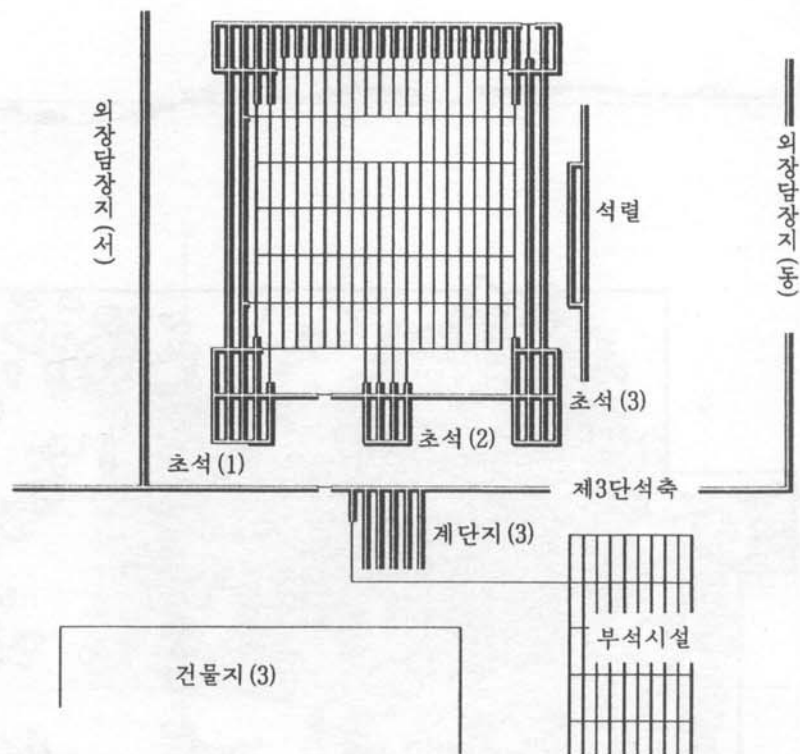 외장담장지(서)
외장담장지(동)
석렬
초석(3)
초석(2)
초석(1)
제3단석축
계단지(3)
부석시설
건물지(3)